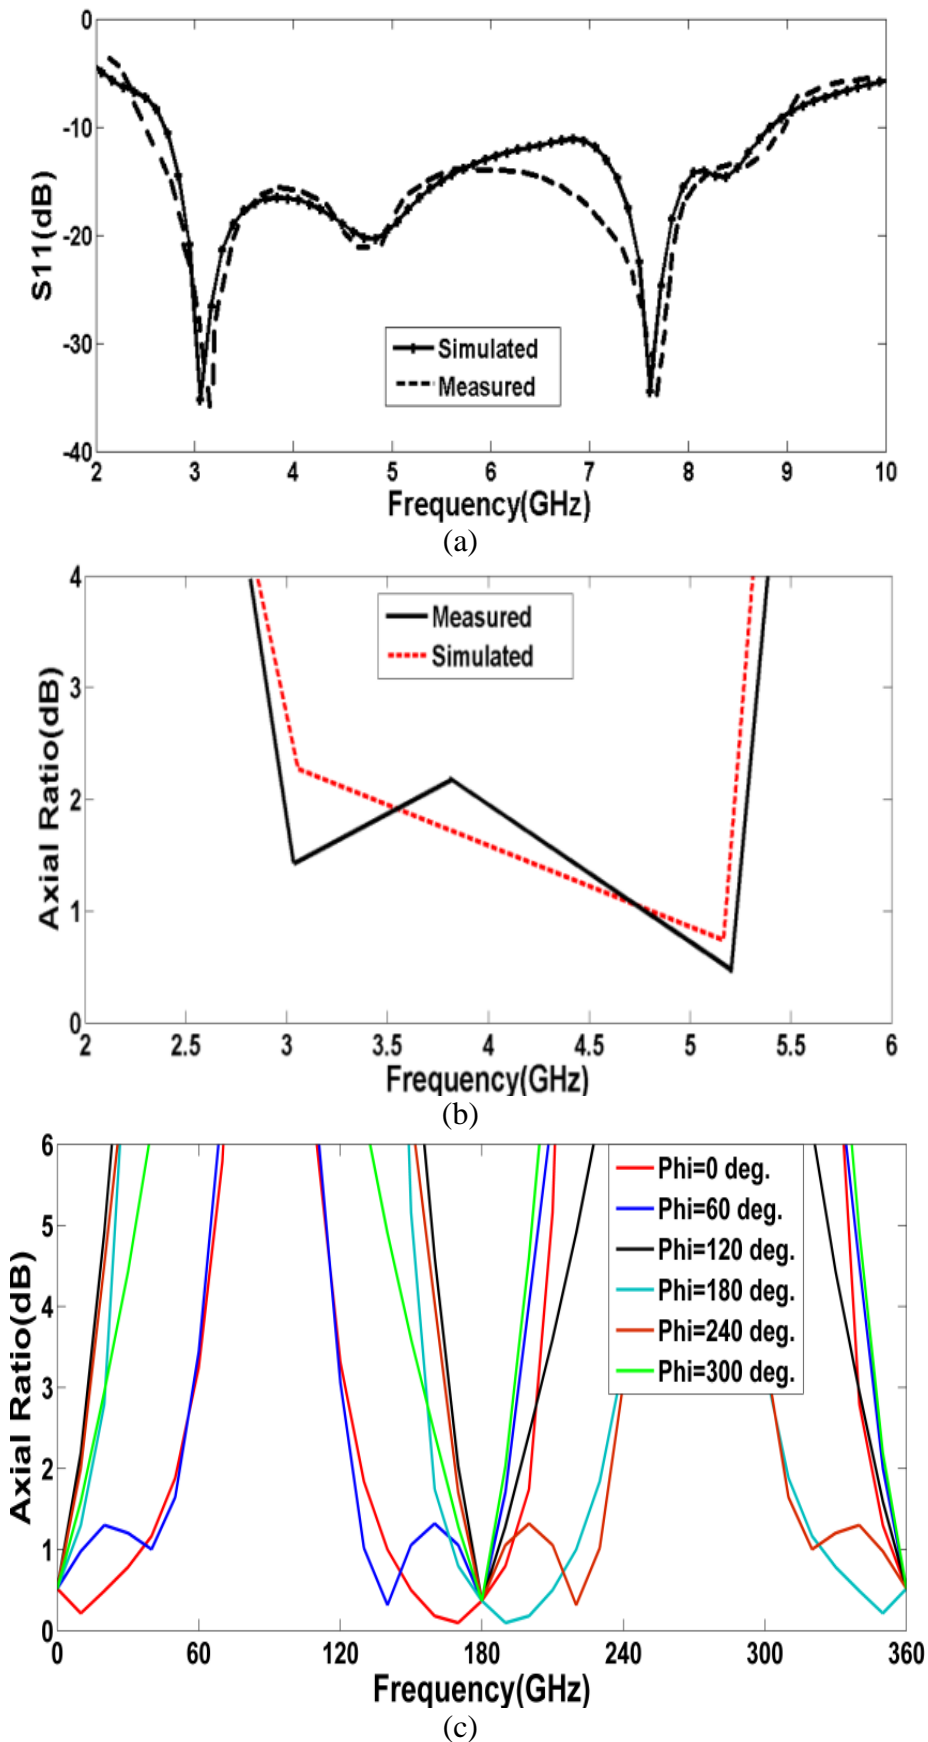 0
-10
-20
-30
-40
S11(dB)
Simulated
Measured
2 3 4 5 6 7 8 9 10
Frequency(GHz)
(a)
4
3
2
1
0
Axial Ratio(dB)
Measured
Simulated
2 2.5 3 3.5 4 4.5 5 5.5 6
Frequency(GHz)
(b)
6
5
4
3
2
1
0
Axial Ratio(dB)
Phi=0 deg.
Phi=60 deg.
Phi=120 deg.
Phi=180 deg.
Phi=240 deg.
Phi=300 deg.
0 60 120 180 240 300 360
Frequency(GHz)
(c)